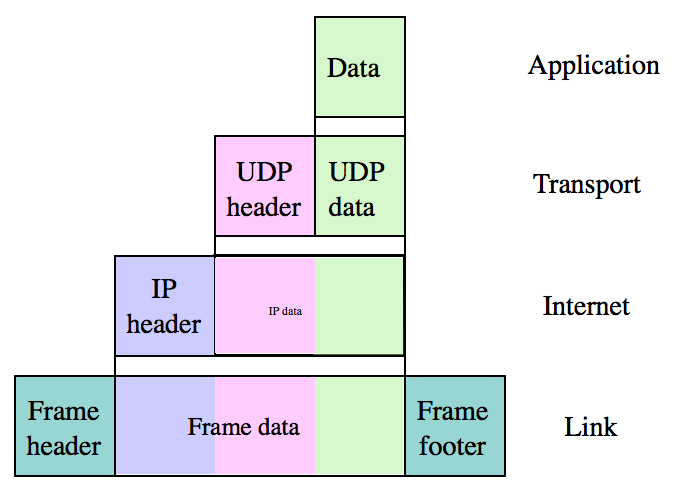 Data
Application
UDP
header
UDP
data
Transport
IP
header
IP data
Internet
Frame
header
Frame data
Frame
footer
Link